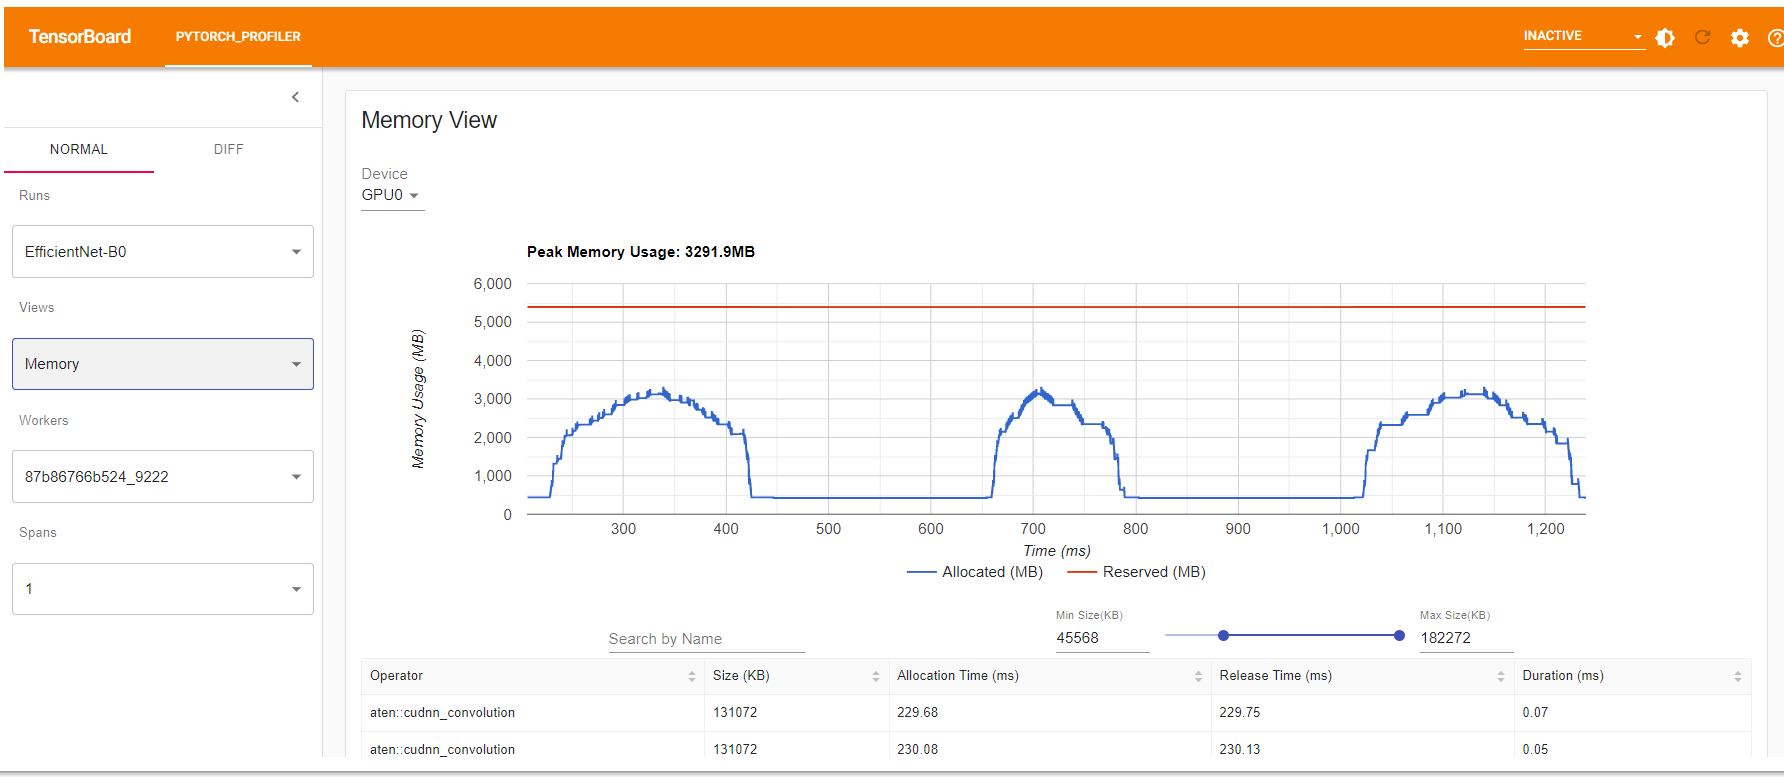 TensorBoard
PYTORCH_PROFILER
INACTIVE
NORMAL
DIFF
Runs
EfficientNet-B0
Views
Memory
Workers
87b86766b524_9222
Spans
1
Memory View
Device
GPU0
Peak Memory Usage: 3291.9MB
6,000
5,000
4,000
3,000
2,000
1,000
0
Memory Usage (MB)
300 400 500 600 700 800 900 1,000 1,100 1,200
Time (ms)
Allocated (MB) Reserved (MB)
Search by Name
Min Size(KB)
45568
Max Size(KB)
182272
Operator Size (KB) Allocation Time (ms) Release Time (ms) Duration (ms)
aten::cudnn_convolution 131072 229.68 229.75 0.07
aten::cudnn_convolution 131072 230.08 230.13 0.05